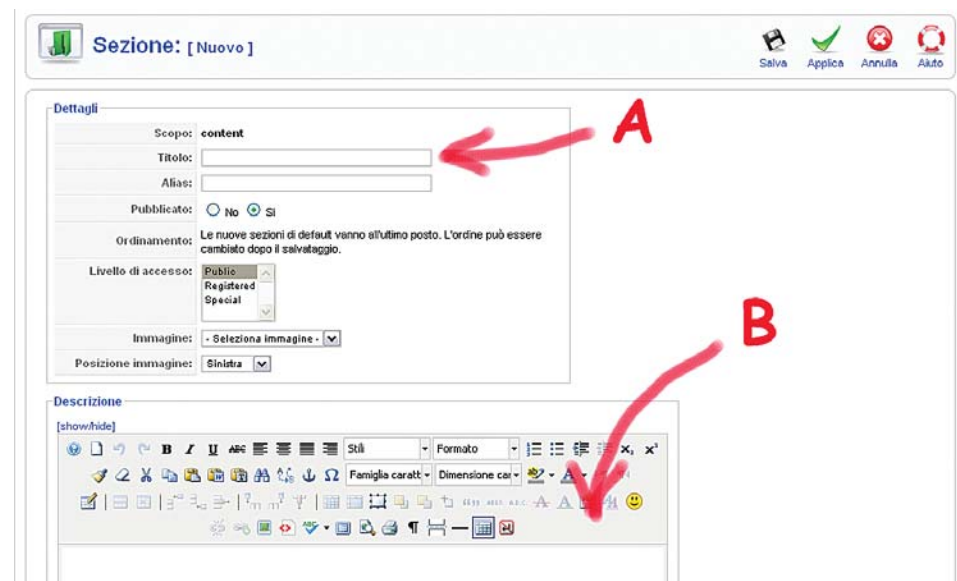 Sezione: [ Nuovo ]
Salva Applica Annulla Aiuto
Dettagli
A
Scopo: content
Titolo:
Alias:
Pubblicato: No Sì
Ordinamento: Le nuove sezioni di default vanno all'ultimo posto. L'ordine può essere
cambiato dopo il salvataggio.
Livello di accesso: Public
Registered
Special
B
Immagine: - Seleziona immagine -
Posizione immagine: Sinistra
Descrizione
[show/hide]
B I U ABC Stili Formato x, x²
Famiglia caratt Dimensione car A